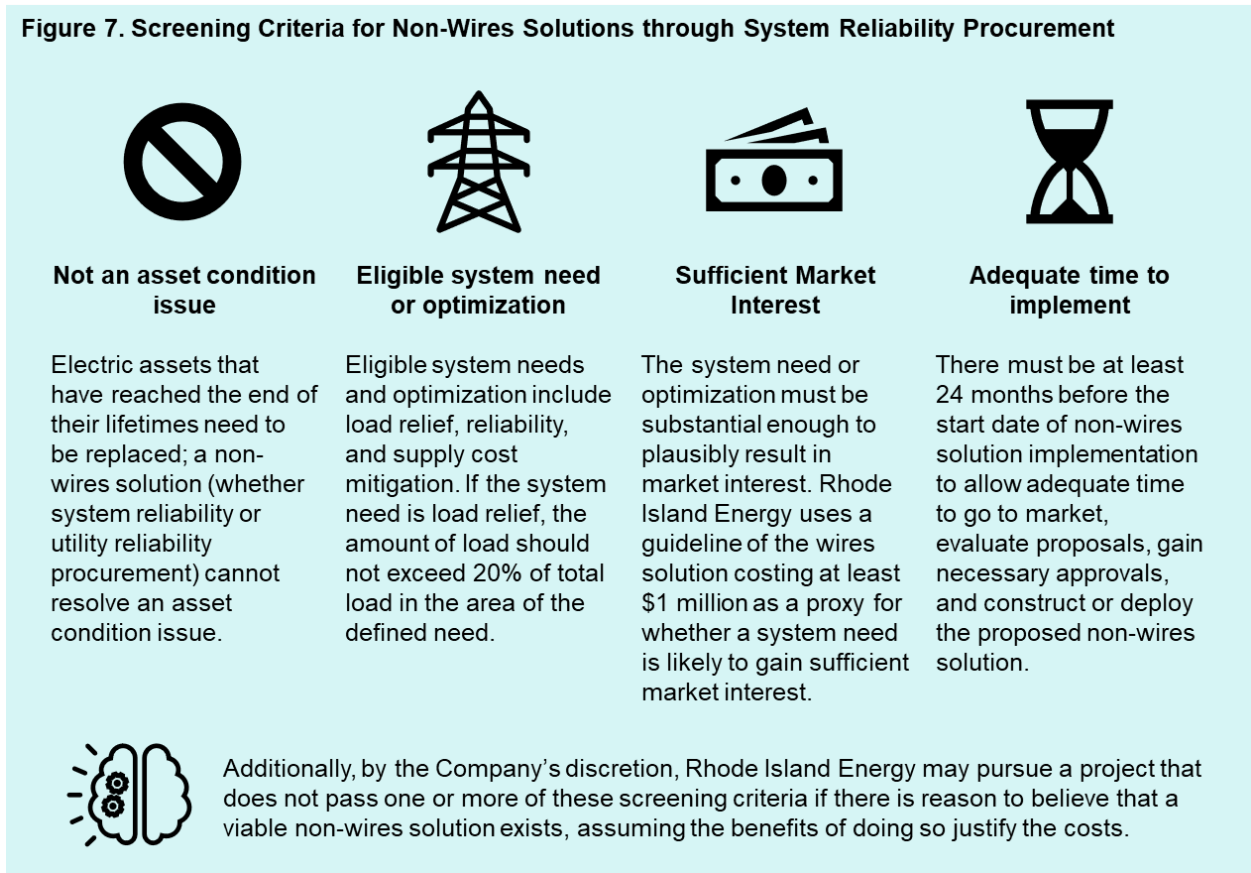 Figure 7. Screening Criteria for Non-Wires Solutions through System Reliability Procurement
Not an asset condition
issue
Electric assets that
have reached the end of
their lifetimes need to
be replaced; a non-
wires solution (whether
system reliability or
utility reliability
procurement) cannot
resolve an asset
condition issue.
Eligible system need
or optimization
Eligible system needs
and optimization include
load relief, reliability,
and supply cost
mitigation. If the system
need is load relief, the
amount of load should
not exceed 20% of total
load in the area of the
defined need.
Sufficient Market
Interest
The system need or
optimization must be
substantial enough to
plausibly result in
market interest. Rhode
Island Energy uses a
guideline of the wires
solution costing at least
$1 million as a proxy for
whether a system need
is likely to gain sufficient
market interest.
Adequate time to
implement
There must be at least
24 months before the
start date of non-wires
solution implementation
to allow adequate time
to go to market,
evaluate proposals, gain
necessary approvals,
and construct or deploy
the proposed non-wires
solution.
Additionally, by the Company's discretion, Rhode Island Energy may pursue a project that
does not pass one or more of these screening criteria if there is reason to believe that a
viable non-wires solution exists, assuming the benefits of doing so justify the costs.